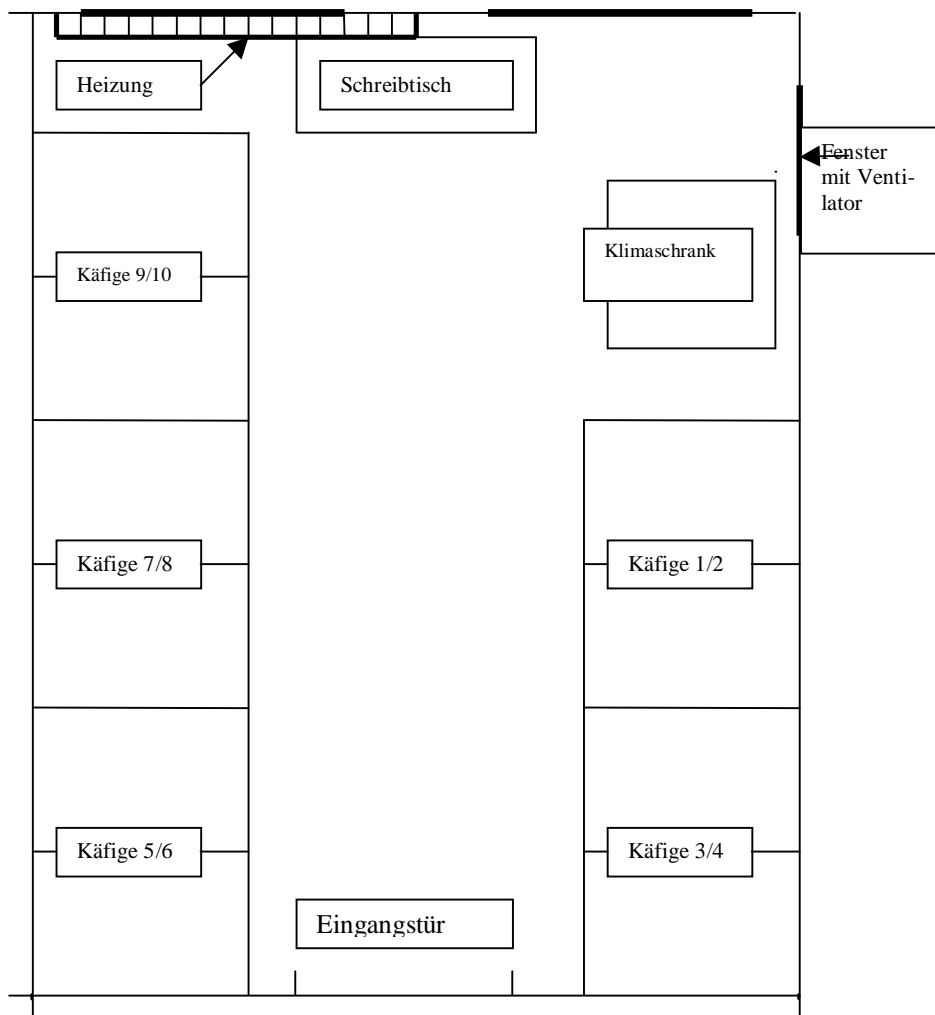 Heizung
Schreibtisch
Fenster
mit Venti-
lator
Klimaschrank
Käfige 9/10
Käfige 7/8
Käfige 1/2
Käfige 5/6
Käfige 3/4
Eingangstür